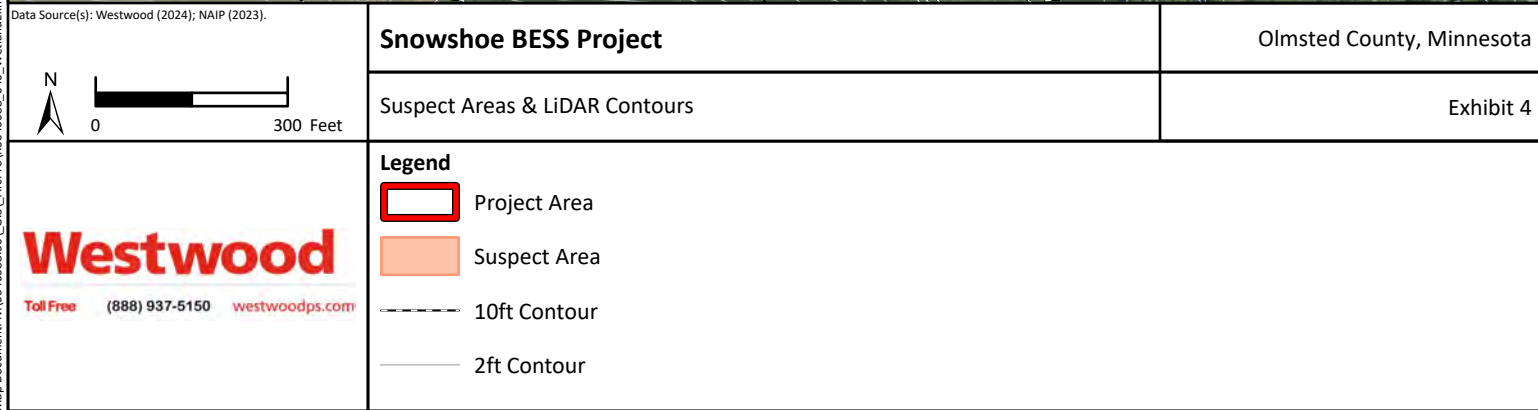 Data Source(s): Westwood (2024); NAIP (2023).
N
0 300 Feet
Snowshoe BESS Project
Olmsted County, Minnesota
Suspect Areas & LiDAR Contours
Exhibit 4
Westwood
Toll Free (888) 937-5150 westwoodps.com
Legend
Project Area
Suspect Area
10ft Contour
2ft Contour